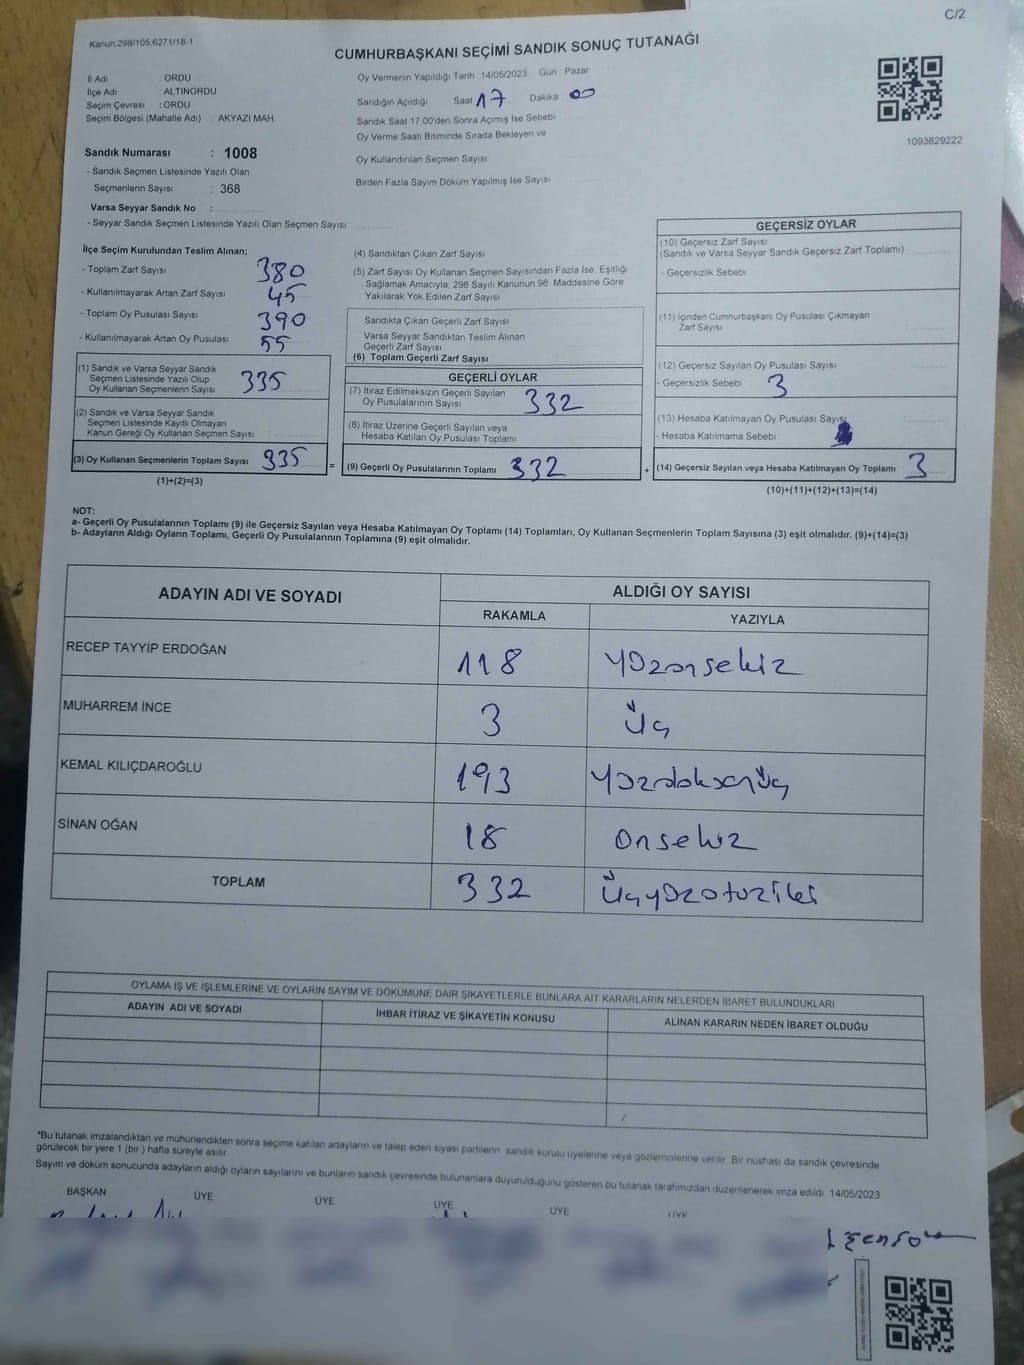 C/2
Kanun.298/105,6271/18-1
CUMHURBAŞKANI SEÇİMİ SANDIK SONUÇ TUTANAĞI
İl Adı : ORDU
İlçe Adı ALTINORDU
Seçim Çevresi : ORDU
Seçim Bölgesi (Mahalle Adı) : AKYAZI MAH.
Oy Vermenin Yapıldığı Tarih 14/05/2023 Gün Pazar
Sandığın Açıldığı Saat 17 Dakika 00
Sandık Saat 17.00'den Sonra Açımış İse Sebebi
Oy Verme Saati Bitiminde Sırada Bekleyen ve
Oy Kullandırılan Seçmen Sayısı
Birden Fazla Sayım Döküm Yapılmış İse Sayısı
1093829222
Sandık Numarası : 1008
- Sandık Seçmen Listesinde Yazılı Olan
Seçmenlerin Sayısı : 368
Varsa Seyyar Sandık No :
- Seyyar Sandık Seçmen Listesinde Yazılı Olan Seçmen Sayısı
İlçe Seçim Kurulundan Teslim Alınan;
- Toplam Zarf Sayısı 380
- Kullanılmayarak Artan Zarf Sayısı 45
- Toplam Oy Pusulası Sayısı 390
- Kullanılmayarak Artan Oy Pusulası 55
(1) Sandık ve Varsa Seyyar Sandık
Seçmen Listesinde Yazılı Olup
Oy Kullanan Seçmenlerin Sayısı 335
(2) Sandık ve Varsa Seyyar Sandık
Seçmen Listesinde Kayıtlı Olmayan
Kanun Gereği Oy Kullanan Seçmen Sayısı
(3) Oy Kullanan Seçmenlerin Toplam Sayısı 335 =
(1)+(2)=(3)
(4) Sandıktan Çıkan Zarf Sayısı
(5) Zarf Sayısı Oy Kullanan Seçmen Sayısından Fazla İse, Eşitliği
Sağlamak Amacıyla, 298 Sayılı Kanunun 98 Maddesine Göre
Yakılarak Yok Edilen Zarf Sayısı
Sandıkta Çıkan Geçerli Zarf Sayısı
Varsa Seyyar Sandıktan Teslim Alınan
Geçerli Zarf Sayısı
(6) Toplam Geçerli Zarf Sayısı
GEÇERLİ OYLAR
(7) İtiraz Edilmeksizin Geçerli Sayılan
Oy Pusulalarının Sayısı 332
(8) İtiraz Üzerine Geçerli Sayılan veya
Hesaba Katılan Oy Pusulası Toplamı
(9) Geçerli Oy Pusulalarının Toplamı 332 +
GEÇERSİZ OYLAR
(10) Geçersiz Zarf Sayısı
(Sandık ve Varsa Seyyar Sandık Geçersiz Zarf Toplamı)
- Geçersizlik Sebebi
(11) İçinden Cumhurbaşkanı Oy Pusulası Çıkmayan
Zarf Sayısı
(12) Geçersiz Sayılan Oy Pusulası Sayısı
- Geçersizlik Sebebi 3
(13) Hesaba Katılmayan Oy Pusulası Sayısı
- Hesaba Katılmama Sebebi
(14) Geçersiz Sayılan veya Hesaba Katılmayan Oy Toplamı 3
(10)+(11)+(12)+(13)=(14)
NOT:
a- Geçerli Oy Pusulalarının Toplamı (9) ile Geçersiz Sayılan veya Hesaba Katılmayan Oy Toplamı (14) Toplamları, Oy Kullanan Seçmenlerin Toplam Sayısına (3) eşit olmalıdır. (9)+(14)=(3)
b- Adayların Aldığı Oyların Toplamı, Geçerli Oy Pusulalarının Toplamına (9) eşit olmalıdır.
ADAYIN ADI VE SOYADI ALDIĞI OY SAYISI
RAKAMLA YAZIYLA
RECEP TAYYİP ERDOĞAN 118 Yüzonsekiz
MUHARREM İNCE 3 Üç
KEMAL KILIÇDAROĞLU 193 Yüzdoksanüç
SİNAN OĞAN 18 Onsekiz
TOPLAM 332 Üçyüzotuziki
OYLAMA İŞ VE İŞLEMLERİNE VE OYLARIN SAYIM VE DÖKÜMÜNE DAİR ŞİKAYETLERLE BUNLARA AİT KARARLARIN NELERDEN İBARET BULUNDUKLARI
ADAYIN ADI VE SOYADI İHBAR İTİRAZ VE ŞİKAYETİN KONUSU ALINAN KARARIN NEDEN İBARET OLDUĞU
*Bu tutanak imzalandıktan ve mühürlendikten sonra seçime katılan adayların ve talep eden siyasi partilerin sandık kurulu üyelerine veya gözlemcilerine verilir. Bir nüshası da sandık çevresinde
görülecek bir yere 1 (bir ) hafta süreyle asılır.
Sayım ve döküm sonucunda adayların aldığı oyların sayılarını ve bunların sandık çevresinde bulunanlara duyurulduğunu gösteren bu tutanak tarafımızdan düzenlenerek imza edildi. 14/05/2023
BAŞKAN ÜYE ÜYE ÜYE ÜYE ÜYE